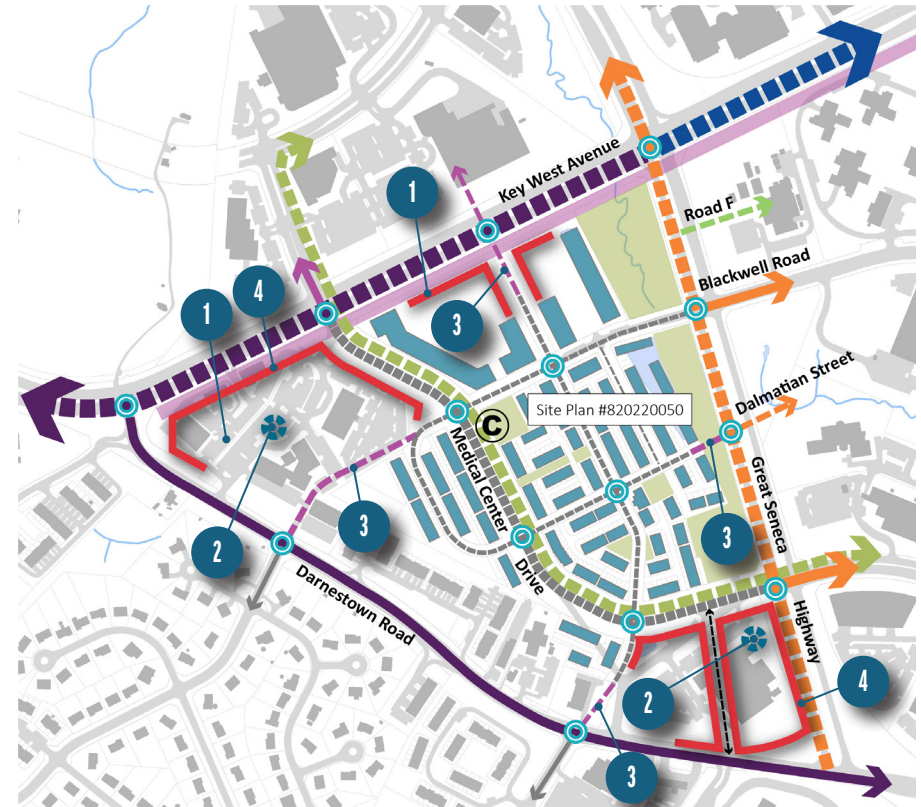 Key West Avenue
1
Road F
4
1
3
Blackwell Road
Site Plan #820220050
Dalmatian Street
C
Medical Center
Drive
Great Seneca
Highway
2
3
3
Darnestown Road
2
4
3